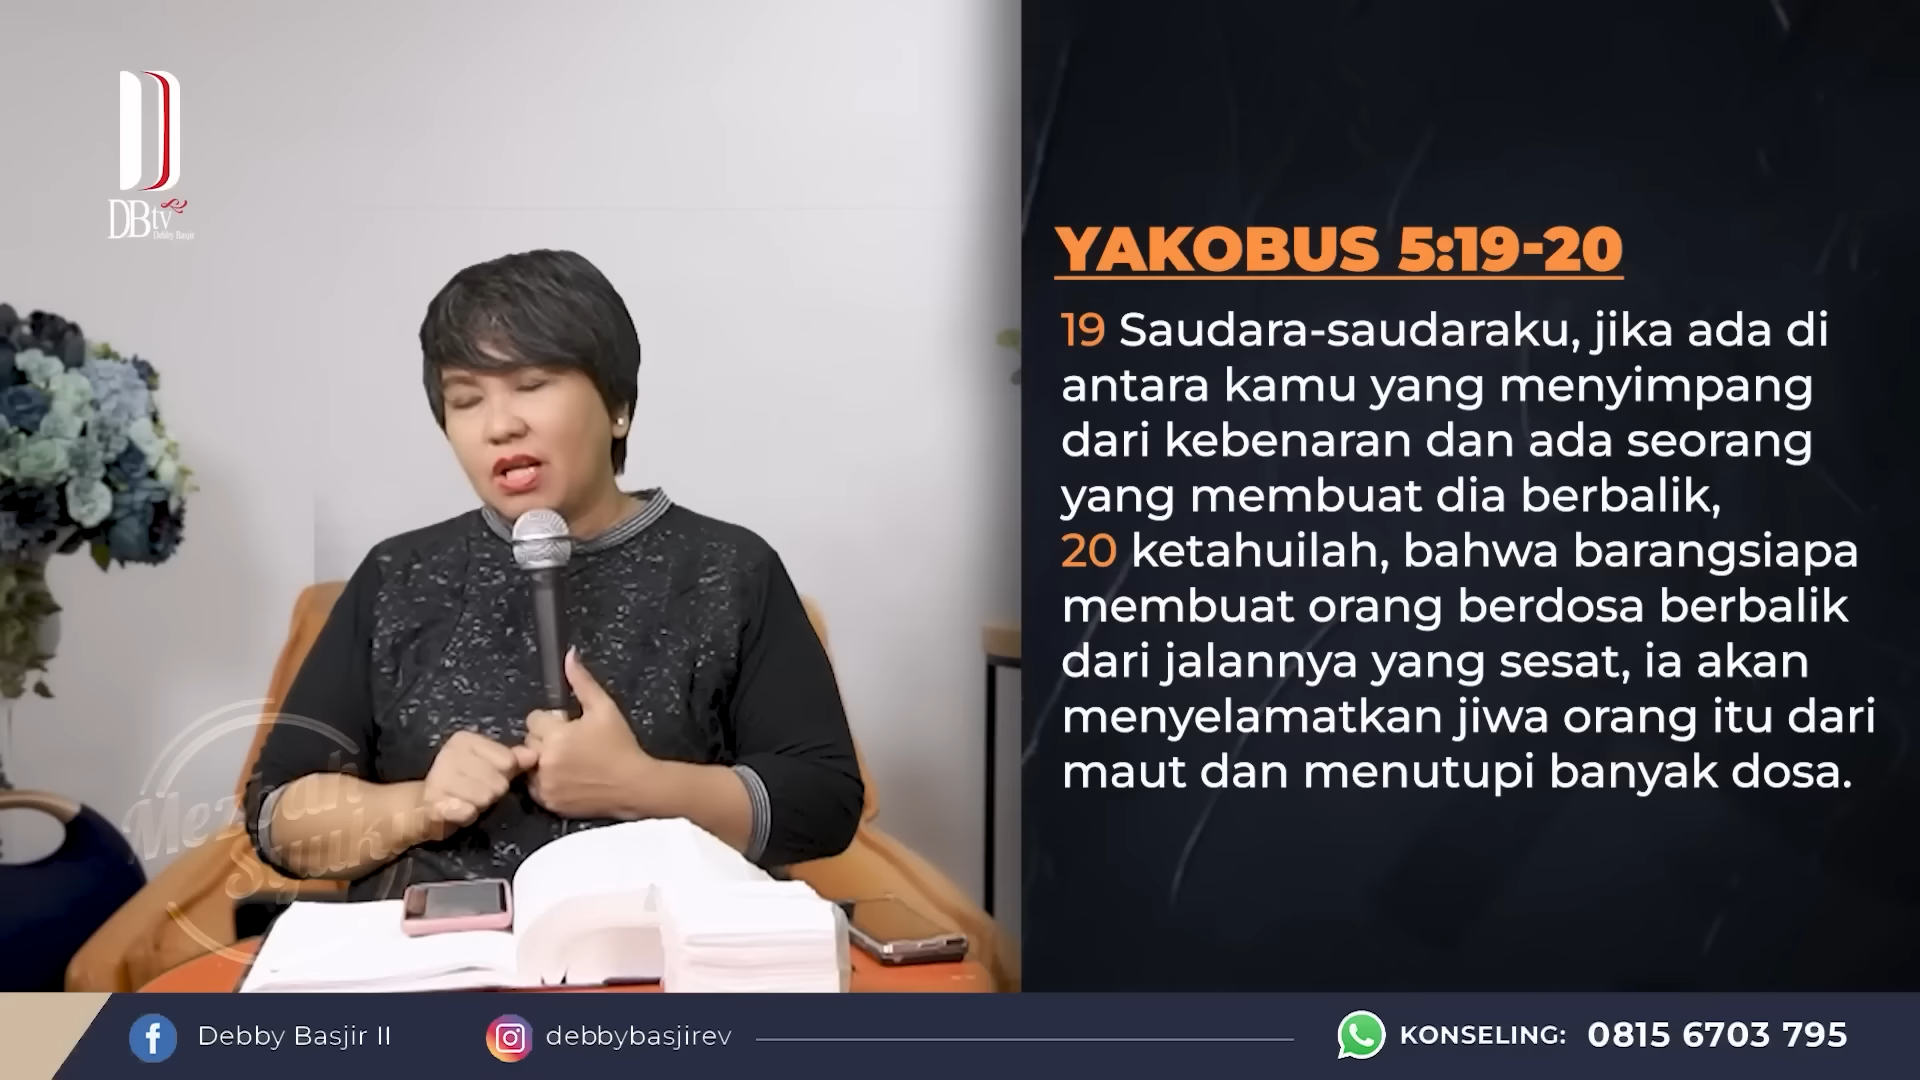 DBtv
Debby Basjir
YAKOBUS 5:19-20
19 Saudara-saudaraku, jika ada di
antara kamu yang menyimpang
dari kebenaran dan ada seorang
yang membuat dia berbalik,
20 ketahuilah, bahwa barangsiapa
membuat orang berdosa berbalik
dari jalannya yang sesat, ia akan
menyelamatkan jiwa orang itu dari
maut dan menutupi banyak dosa.
Mezbah
Syukur
Debby Basjir II
debbybasjirev
KONSELING: 0815 6703 795